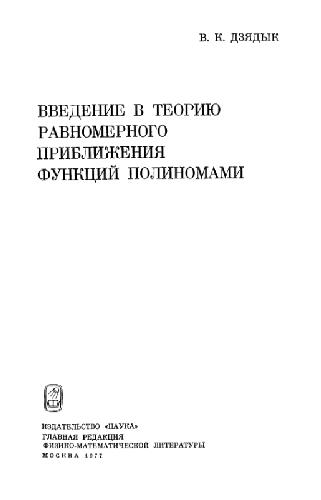 В. К. ДЗЯДЫК
ВВЕДЕНИЕ В ТЕОРИЮ
РАВНОМЕРНОГО
ПРИБЛИЖЕНИЯ
ФУНКЦИЙ ПОЛИНОМАМИ
ИЗДАТЕЛЬСТВО «НАУКА»
ГЛАВНАЯ РЕДАКЦИЯ
ФИЗИКО-МАТЕМАТИЧЕСКОЙ ЛИТЕРАТУРЫ
МОСКВА 1977